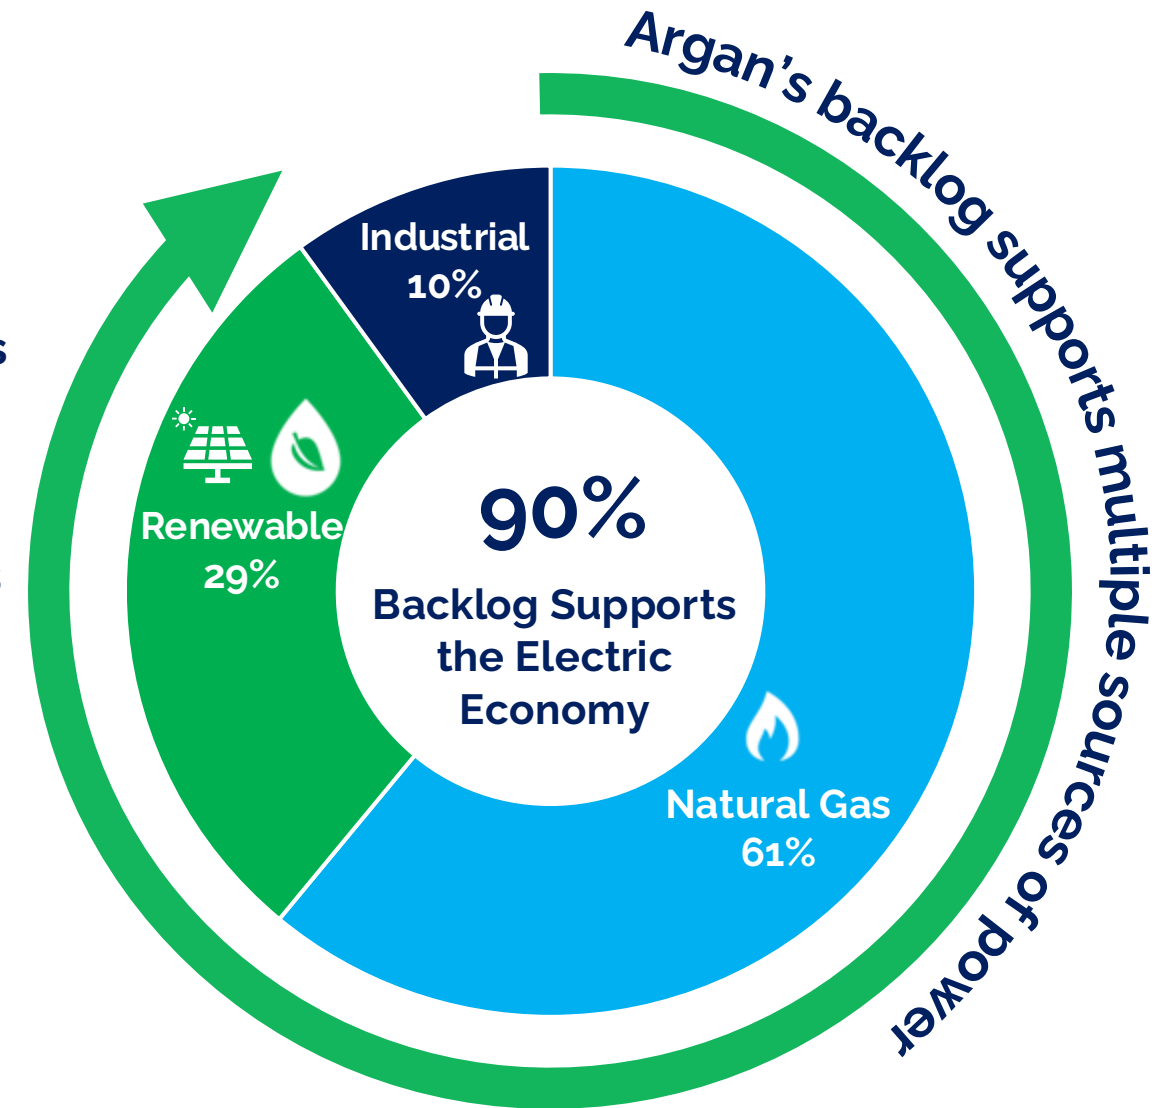 Argan's backlog supports multiple sources of power
Industrial
10%
Renewable
29%
90%
Backlog Supports
the Electric
Economy
Natural Gas
61%